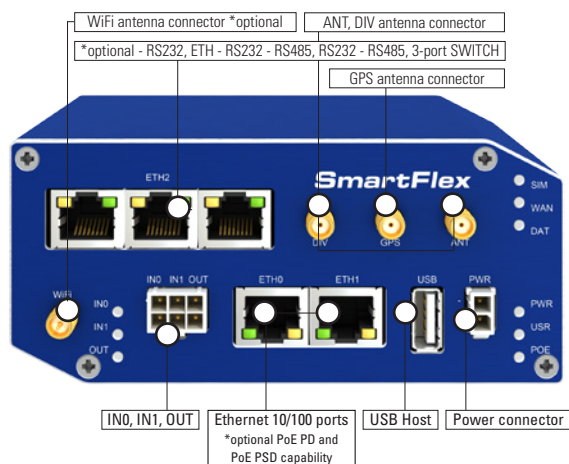 WiFi antenna connector *optional
ANT, DIV antenna connector
*optional - RS232, ETH - RS232 - RS485, RS232 - RS485, 3-port SWITCH
GPS antenna connector
ETH2
SmartFlex
SIM
WAN
DAT
DIV
GPS
ANT
WiFi
IN0
IN1
OUT
IN0 IN1 OUT
ETH0
ETH1
USB
PWR
-
PWR
USR
POE
IN0, IN1, OUT
Ethernet 10/100 ports
*optional PoE PD and
PoE PSD capability
USB Host
Power connector